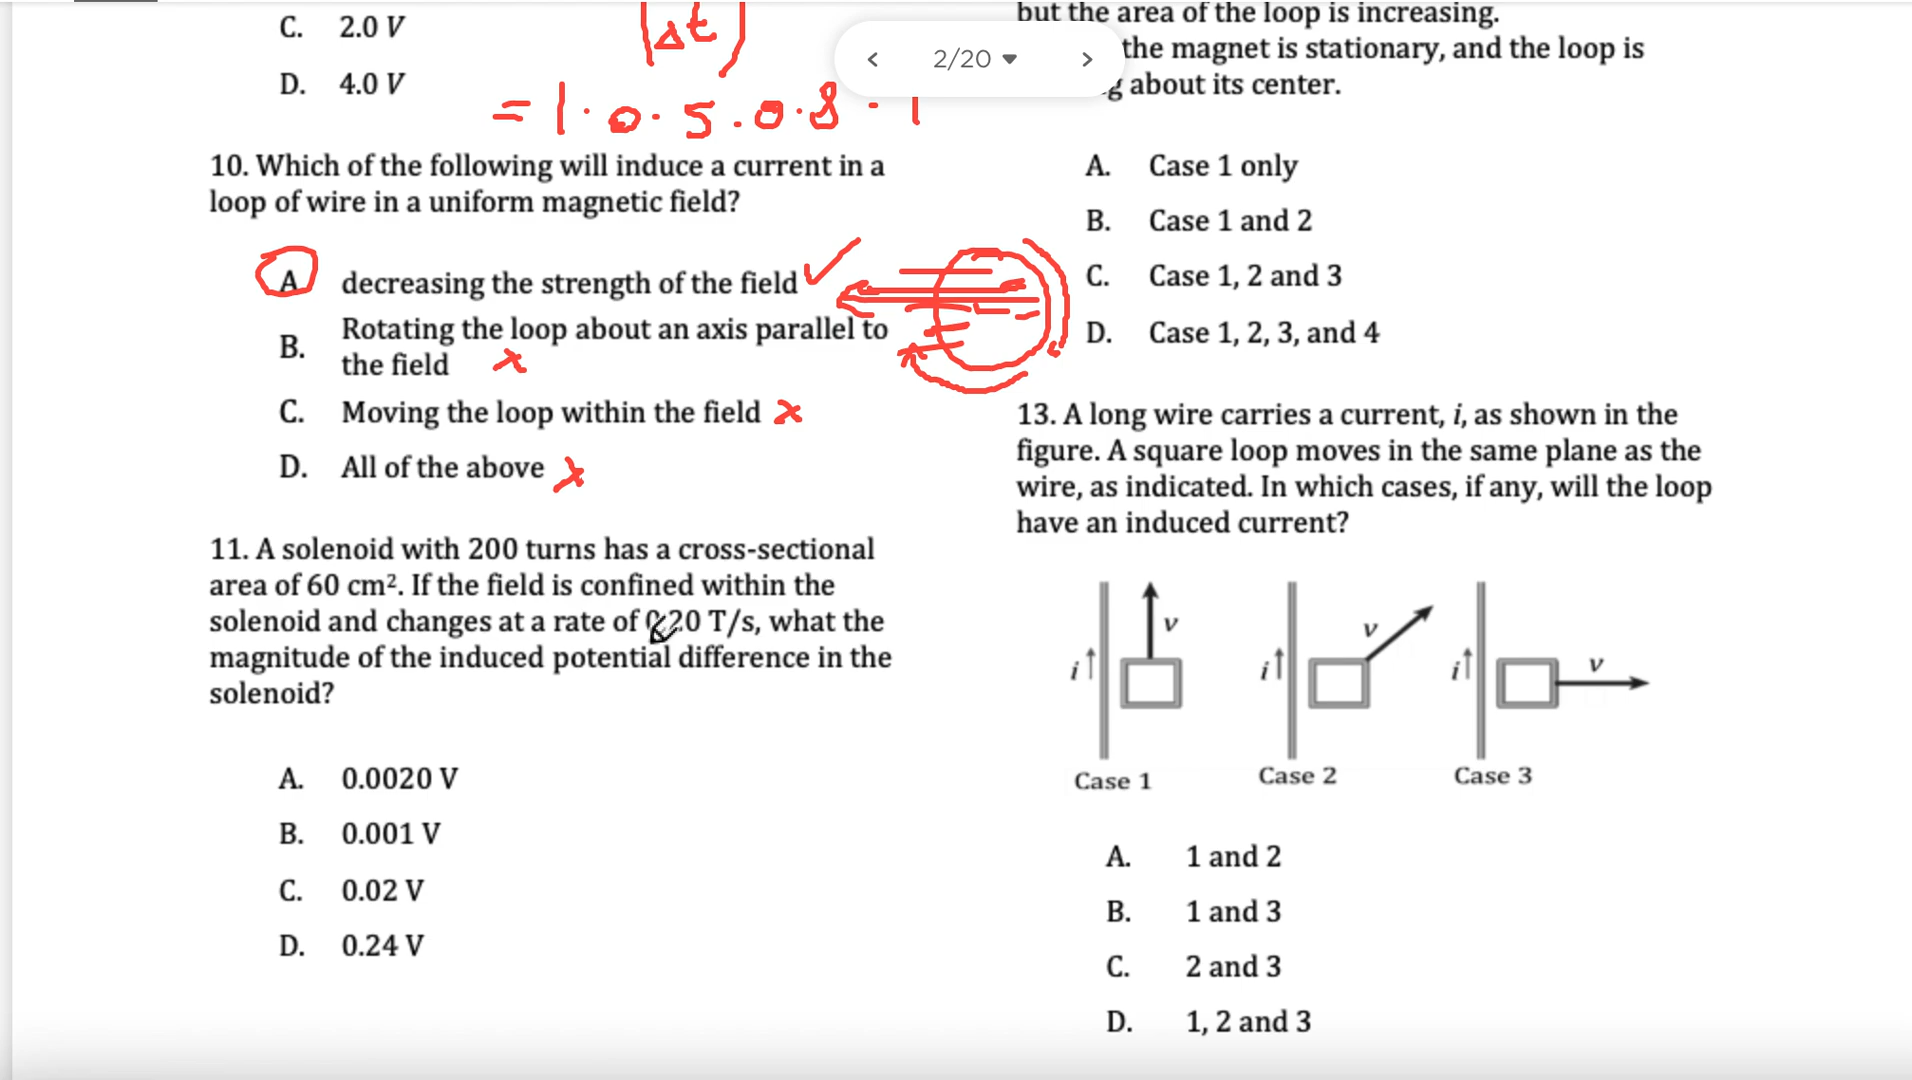 C. 2.0 V
D. 4.0 V
(Δt)
= 1 · 0 · 5 . 0 · 8 · 1
10. Which of the following will induce a current in a
loop of wire in a uniform magnetic field?
A decreasing the strength of the field
B. Rotating the loop about an axis parallel to
the field
C. Moving the loop within the field
D. All of the above
11. A solenoid with 200 turns has a cross-sectional
area of 60 cm². If the field is confined within the
solenoid and changes at a rate of 0.20 T/s, what the
magnitude of the induced potential difference in the
solenoid?
A. 0.0020 V
B. 0.001 V
C. 0.02 V
D. 0.24 V
2/20
but the area of the loop is increasing.
the magnet is stationary, and the loop is
g about its center.
A. Case 1 only
B. Case 1 and 2
C. Case 1, 2 and 3
D. Case 1, 2, 3, and 4
13. A long wire carries a current, i, as shown in the
figure. A square loop moves in the same plane as the
wire, as indicated. In which cases, if any, will the loop
have an induced current?
i v i v i v
Case 1 Case 2 Case 3
A. 1 and 2
B. 1 and 3
C. 2 and 3
D. 1, 2 and 3